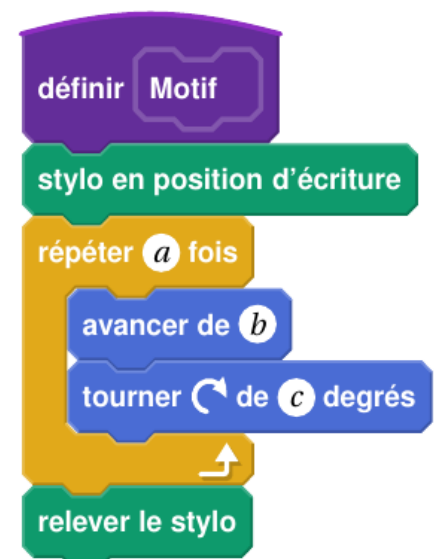 définir Motif
stylo en position d'écriture
répéter a fois
avancer de b
tourner de c degrés
relever le stylo